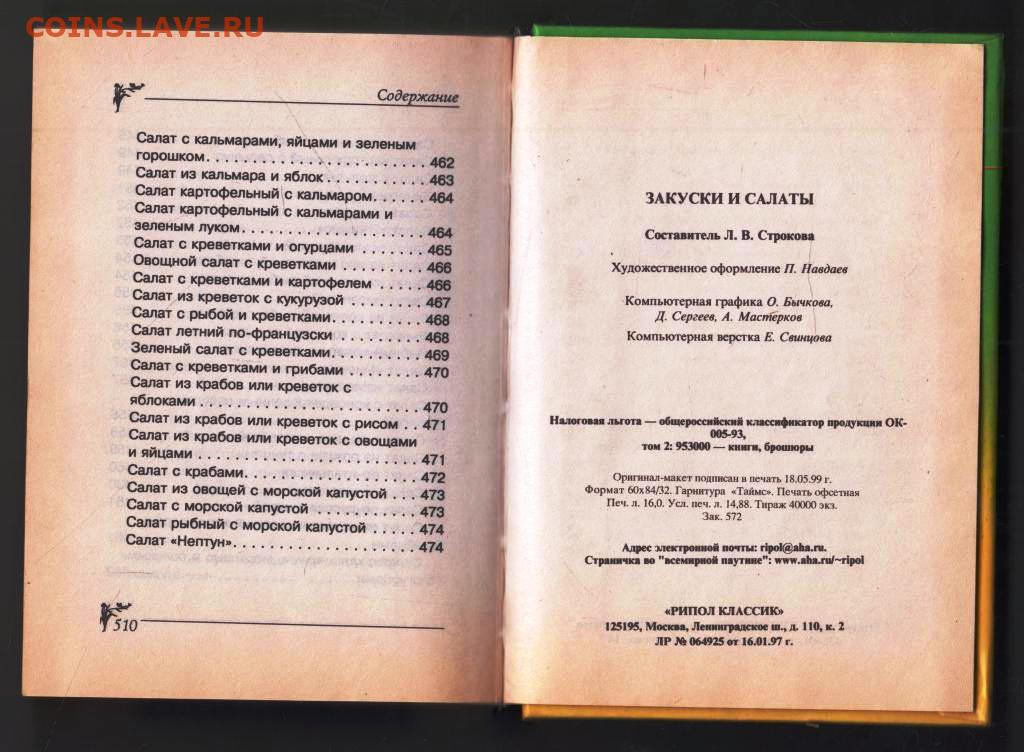 COINS.LAVE.RU
Содержание
Салат с кальмарами, яйцами и зеленым
горошком. . . . . . . . . . . . . . . . . . . . . . . . 462
Салат из кальмара и яблок . . . . . . . . . . . 463
Салат картофельный с кальмаром. . . . . . 464
Салат картофельный с кальмарами и
зеленым луком. . . . . . . . . . . . . . . . . . . . 464
Салат с креветками и огурцами . . . . . . . 465
Овощной салат с креветками . . . . . . . . . 466
Салат с креветками и картофелем . . . . . 466
Салат из креветок с кукурузой . . . . . . . . 467
Салат с рыбой и креветками. . . . . . . . . . 468
Салат летний по-французски . . . . . . . . . 468
Зеленый салат с креветками. . . . . . . . . . 469
Салат с креветками и грибами . . . . . . . . 470
Салат из крабов или креветок с
яблоками. . . . . . . . . . . . . . . . . . . . . . . . 470
Салат из крабов или креветок с рисом . . 471
Салат из крабов или креветок с овощами
и яйцами . . . . . . . . . . . . . . . . . . . . . . . 471
Салат с крабами. . . . . . . . . . . . . . . . . . 472
Салат из овощей с морской капустой . . . 473
Салат с морской капустой . . . . . . . . . . . 473
Салат рыбный с морской капустой . . . . . 474
Салат «Нептун». . . . . . . . . . . . . . . . . . . 474
510
ЗАКУСКИ И САЛАТЫ
Составитель Л. В. Строкова
Художественное оформление П. Навдаев
Компьютерная графика О. Бычкова,
Д. Сергеев, А. Мастерков
Компьютерная верстка Е. Свинцова
Налоговая льгота — общероссийский классификатор продукции ОК-
005-93,
том 2: 953000 — книги, брошюры
Оригинал-макет подписан в печать 18.05.99 г.
Формат 60x84/32. Гарнитура «Таймс». Печать офсетная
Печ. л. 16,0. Усл. печ. л. 14,88. Тираж 40000 экз.
Зак. 572
Адрес электронной почты: ripol@aha.ru.
Страничка во "всемирной паутине": www.aha.ru/~ripol
«РИПОЛ КЛАССИК»
125195, Москва, Ленинградское ш., д. 110, к. 2
ЛР № 064925 от 16.01.97 г.